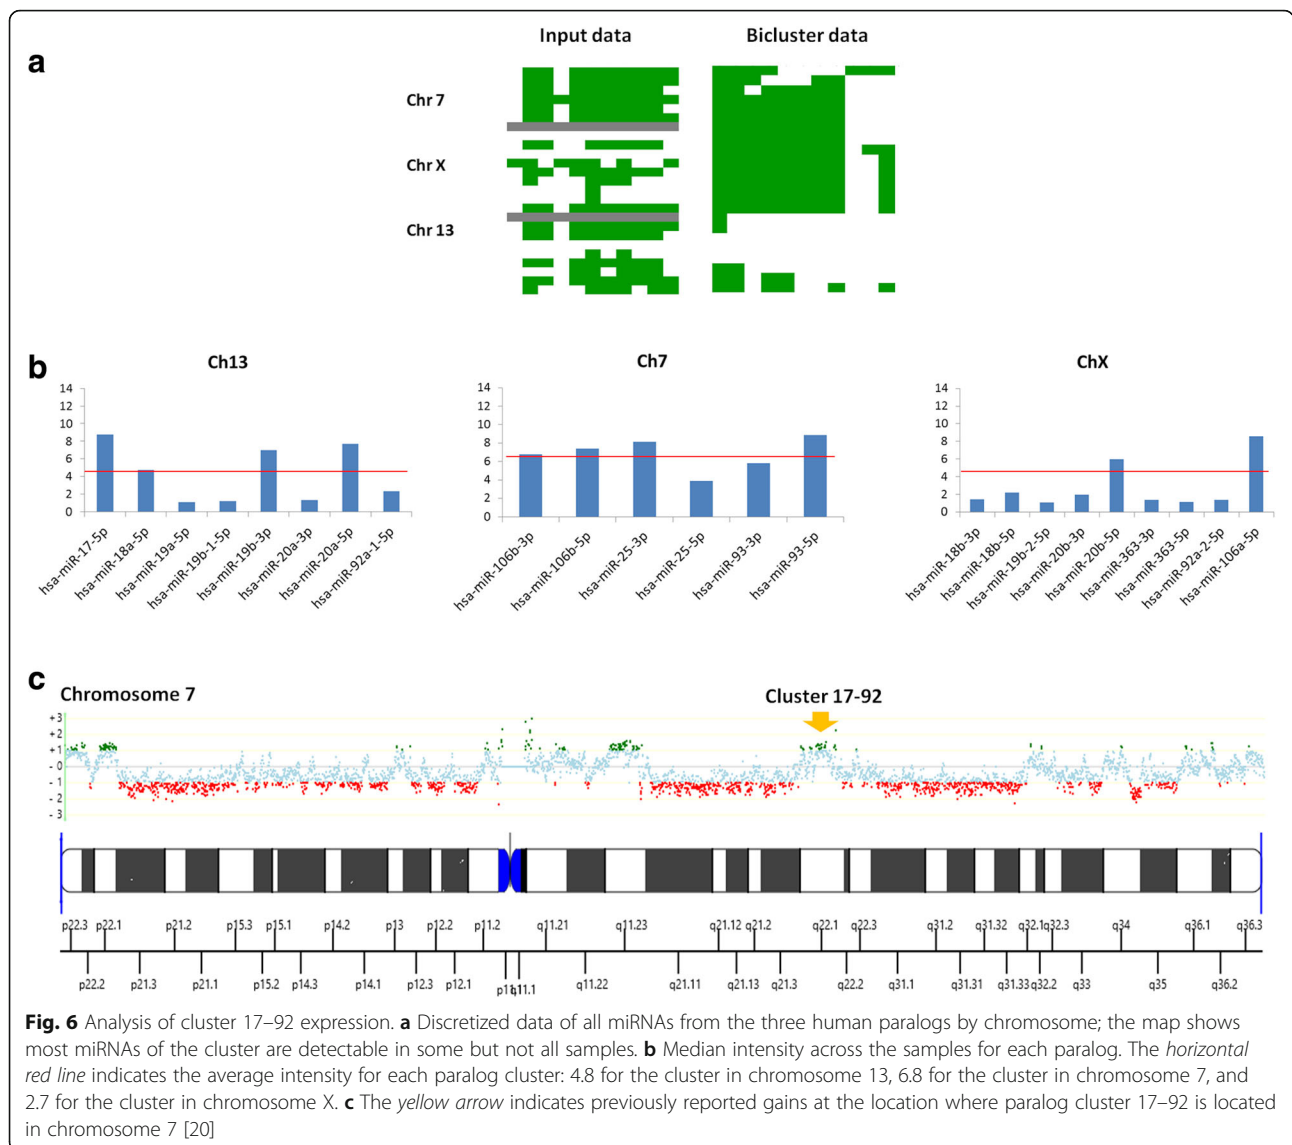 Input data Bicluster data
a
Chr 7
Chr X
Chr 13
b
Ch13
14
12
10
8
6
4
2
0
hsa-miR-17-5p
hsa-miR-18a-5p
hsa-miR-19a-5p
hsa-miR-19b-1-5p
hsa-miR-19b-3p
hsa-miR-20a-3p
hsa-miR-20a-5p
hsa-miR-92a-1-5p
Ch7
14
12
10
8
6
4
2
0
hsa-miR-106b-3p
hsa-miR-106b-5p
hsa-miR-25-3p
hsa-miR-25-5p
hsa-miR-93-3p
hsa-miR-93-5p
ChX
14
12
10
8
6
4
2
0
hsa-miR-18b-3p
hsa-miR-18b-5p
hsa-miR-19b-2-5p
hsa-miR-20b-3p
hsa-miR-20b-5p
hsa-miR-363-3p
hsa-miR-363-5p
hsa-miR-92a-2-5p
hsa-miR-106a-5p
c
Chromosome 7 Cluster 17-92
+3
+2
+1
0
-1
-2
-3
p22.3 p22.1 p21.2 p15.3 p15.1 p14.2 p13 p12.2 p11.2 q11.21 q11.23 q21.12 q21.2 q22.1 q22.3 q31.2 q31.32 q32.1 q32.3 q34 q36.1 q36.3
p22.2 p21.3 p21.1 p15.2 p14.3 p14.1 p12.3 p12.1 q11.1 q11.22 q21.11 q21.13 q21.3 q22.2 q31.1 q31.31 q31.33 q32.2 q33 q35 q36.2
Fig. 6 Analysis of cluster 17–92 expression. a Discretized data of all miRNAs from the three human paralogs by chromosome; the map shows
most miRNAs of the cluster are detectable in some but not all samples. b Median intensity across the samples for each paralog. The horizontal
red line indicates the average intensity for each paralog cluster: 4.8 for the cluster in chromosome 13, 6.8 for the cluster in chromosome 7, and
2.7 for the cluster in chromosome X. c The yellow arrow indicates previously reported gains at the location where paralog cluster 17–92 is located
in chromosome 7 [20]